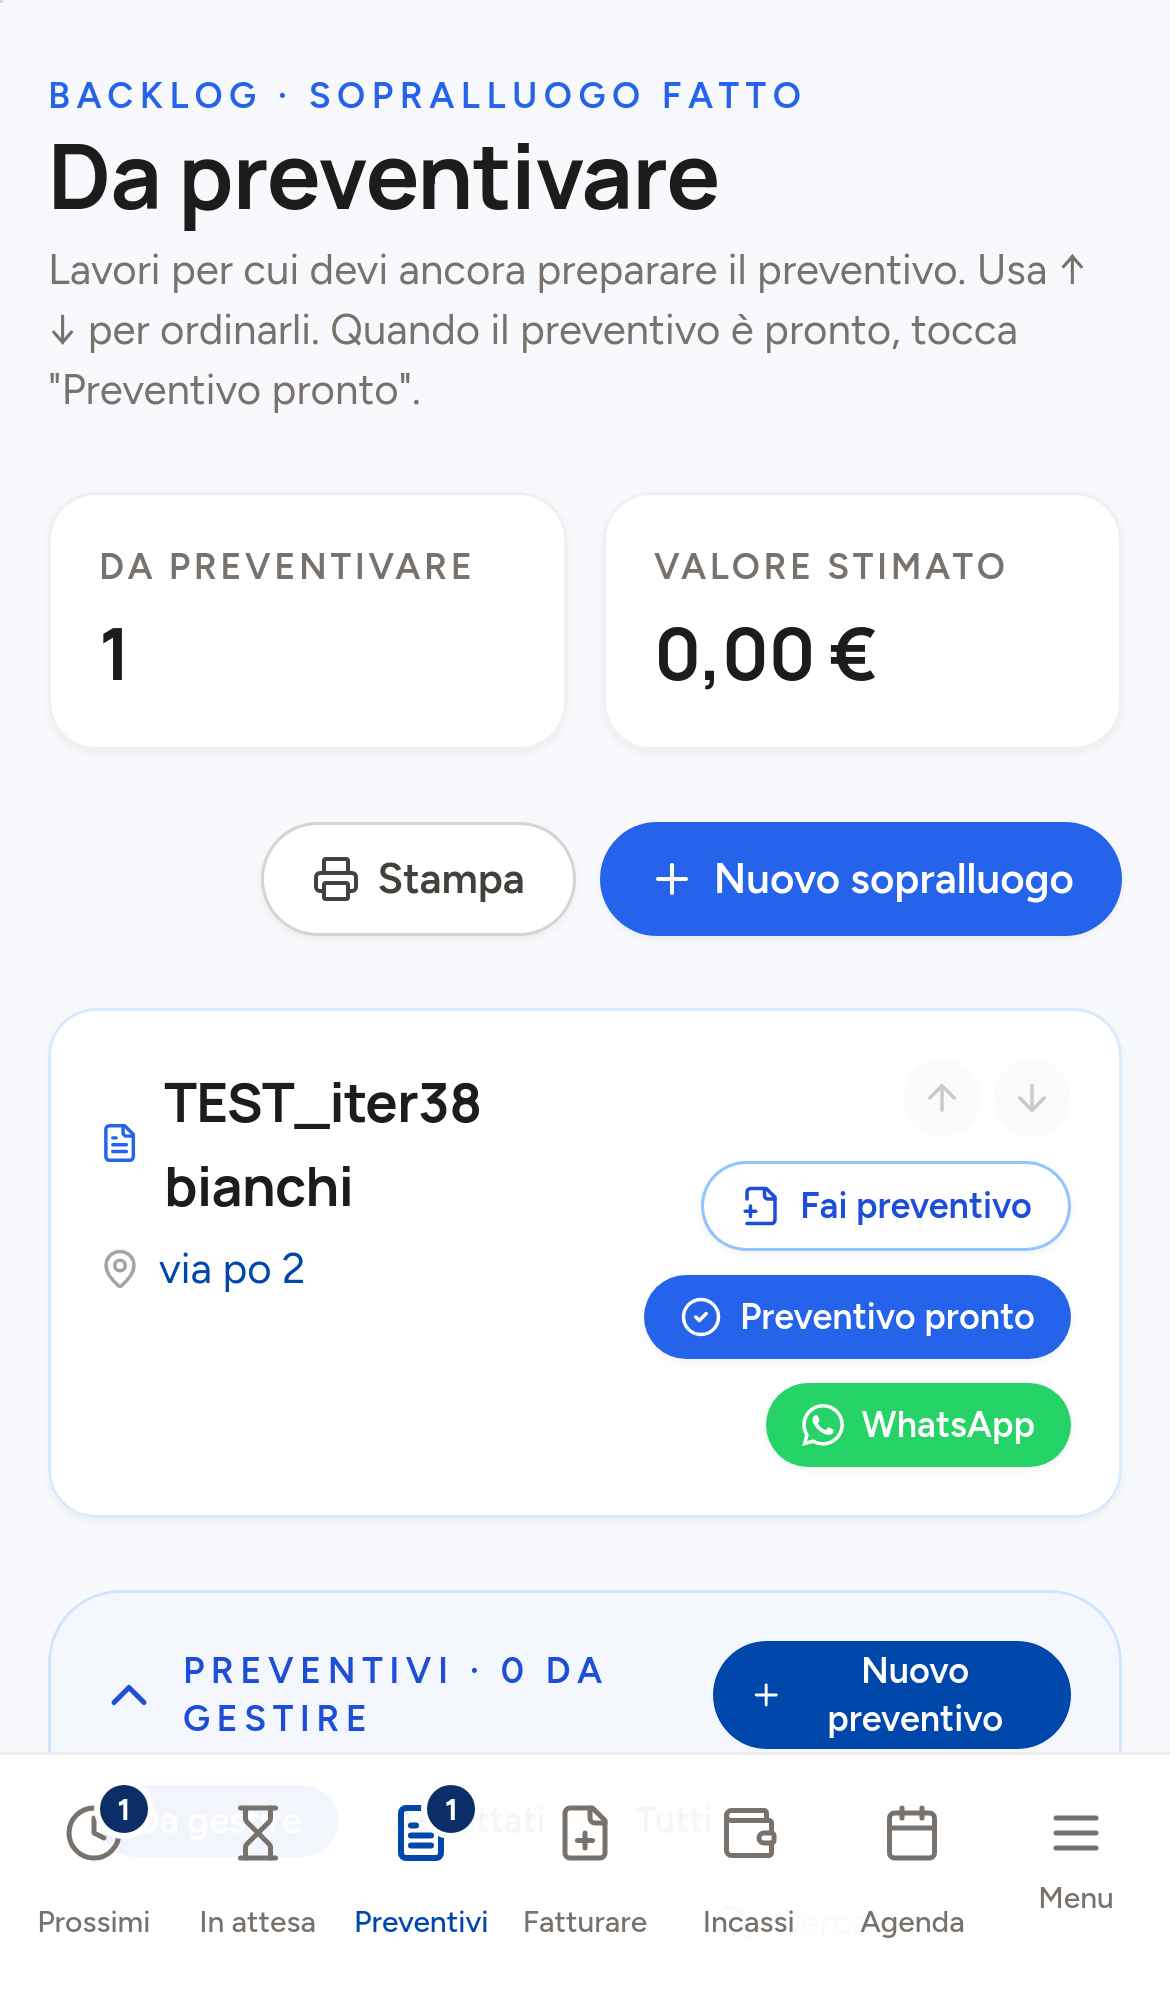 BACKLOG · SOPRALLUOGO FATTO
Da preventivare
Lavori per cui devi ancora preparare il preventivo. Usa ↑
↓ per ordinarli. Quando il preventivo è pronto, tocca
"Preventivo pronto".
DA PREVENTIVARE
1
VALORE STIMATO
0,00 €
Stampa
Nuovo sopralluogo
TEST_iter38
bianchi
via po 2
Fai preventivo
Preventivo pronto
WhatsApp
PREVENTIVI · 0 DA
GESTIRE
Nuovo
preventivo
1
1
Tutti
Prossimi
In attesa
Preventivi
Fatturare
Incassi
Agenda
Menu